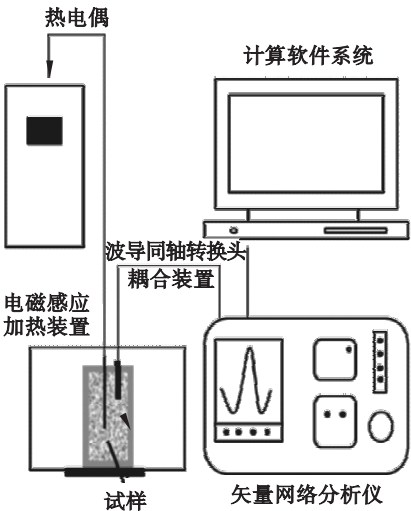 热电偶
计算软件系统
波导同轴转换头
耦合装置
电磁感应
加热装置
试样
矢量网络分析仪